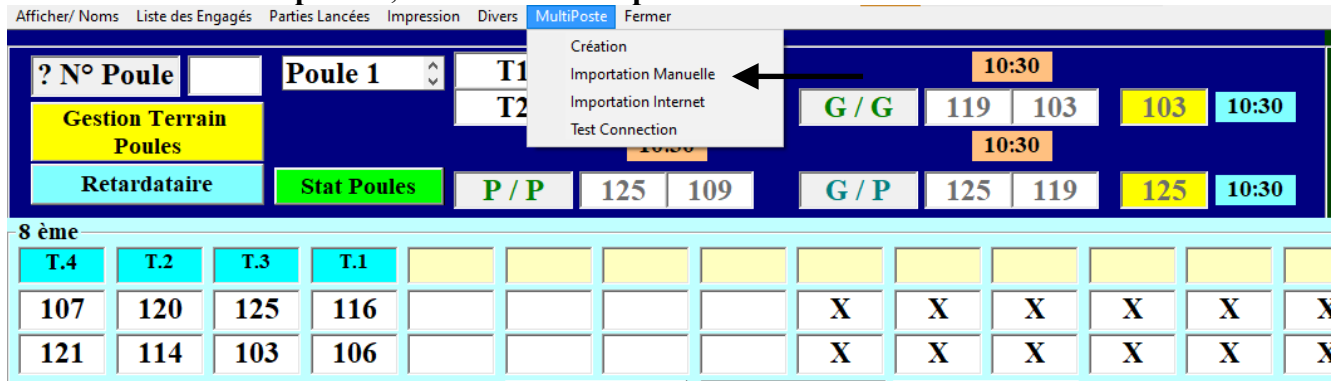 Afficher/ Noms Liste des Engagés Parties Lancées Impression Divers MultiPoste Fermer
Création
Importation Manuelle
Importation Internet
Test Connection
? N° Poule Poule 1 T1 10:30
T2 G / G 119 103 103 10:30
Gestion Terrain
Poules
10:30
Retardataire Stat Poules P / P 125 109 G / P 125 119 125 10:30
8 ème
T.4 T.2 T.3 T.1
107 120 125 116 X X X X X X
121 114 103 106 X X X X X X